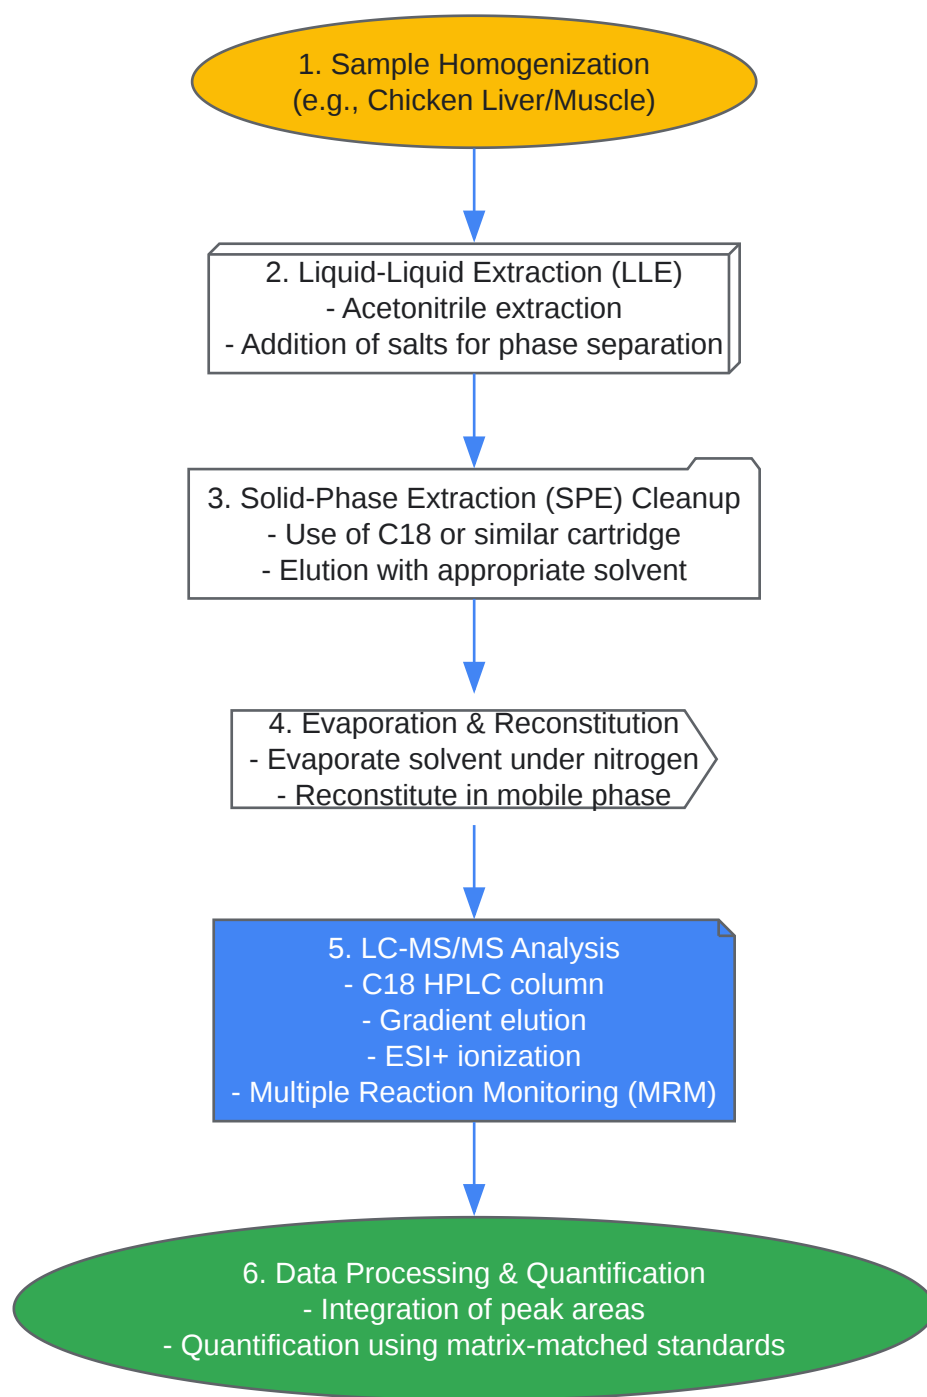 1. Sample Homogenization
(e.g., Chicken Liver/Muscle)
2. Liquid-Liquid Extraction (LLE)
- Acetonitrile extraction
- Addition of salts for phase separation
3. Solid-Phase Extraction (SPE) Cleanup
- Use of C18 or similar cartridge
- Elution with appropriate solvent
4. Evaporation & Reconstitution
- Evaporate solvent under nitrogen
- Reconstitute in mobile phase
5. LC-MS/MS Analysis
- C18 HPLC column
- Gradient elution
- ESI+ ionization
- Multiple Reaction Monitoring (MRM)
6. Data Processing & Quantification
- Integration of peak areas
- Quantification using matrix-matched standards